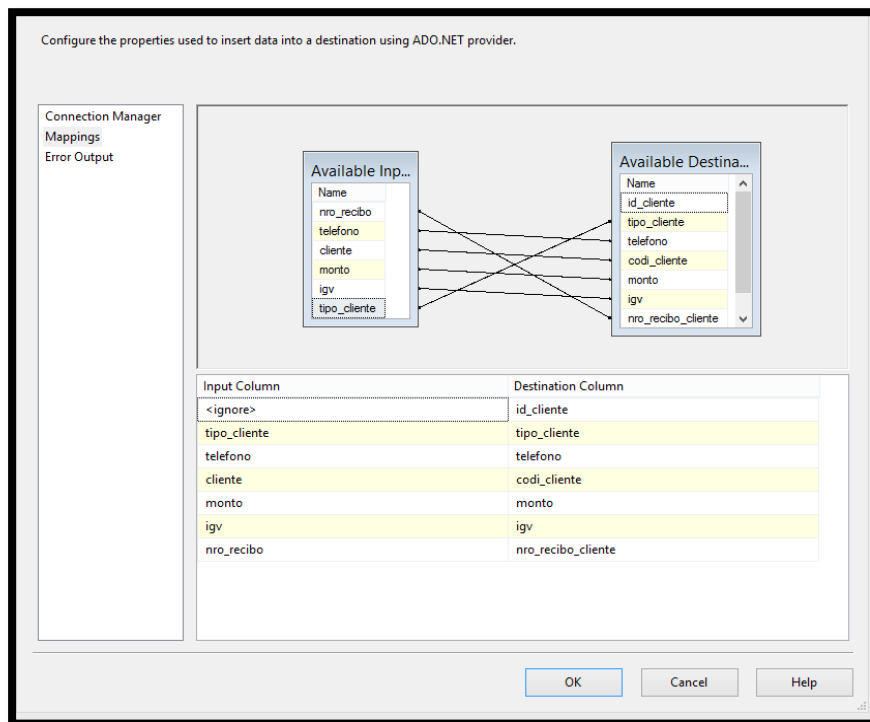 Configure the properties used to insert data into a destination using ADO.NET provider.
Connection Manager
Mappings
Error Output
Available Inp...
Name
nro_recibo
telefono
cliente
monto
igv
tipo_cliente
Available Destina...
Name
id_cliente
tipo_cliente
telefono
codi_cliente
monto
igv
nro_recibo_cliente
Input Column Destination Column
<ignore> id_cliente
tipo_cliente tipo_cliente
telefono telefono
cliente codi_cliente
monto monto
igv igv
nro_recibo nro_recibo_cliente
OK Cancel Help